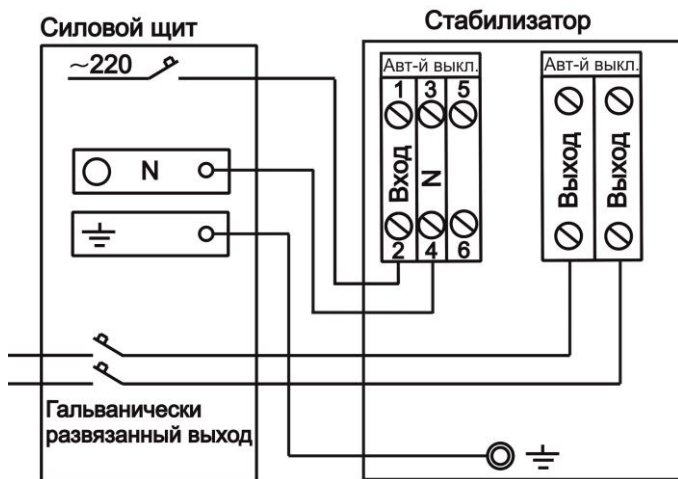 Силовой щит
~220
N
Гальванически
развязанный выход
Стабилизатор
Авт-й выкл.
1 3 5
Вход
N
2 4 6
Авт-й выкл.
Выход
Выход